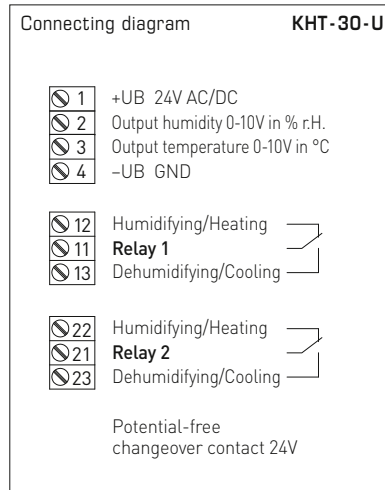 Connecting diagram KHT-30-U
1 +UB 24V AC/DC
2 Output humidity 0-10V in % r.H.
3 Output temperature 0-10V in °C
4 –UB GND
12 Humidifying/Heating
11 Relay 1
13 Dehumidifying/Cooling
22 Humidifying/Heating
21 Relay 2
23 Dehumidifying/Cooling
Potential-free
changeover contact 24V